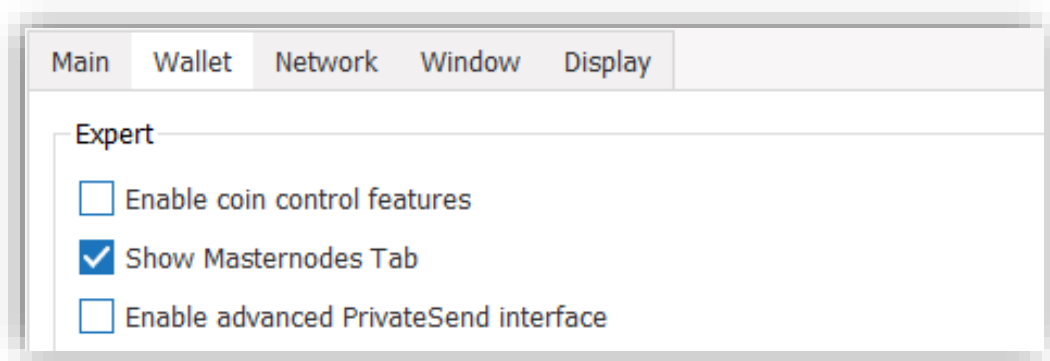 Main Wallet Network Window Display
Expert
Enable coin control features
Show Masternodes Tab
Enable advanced PrivateSend interface